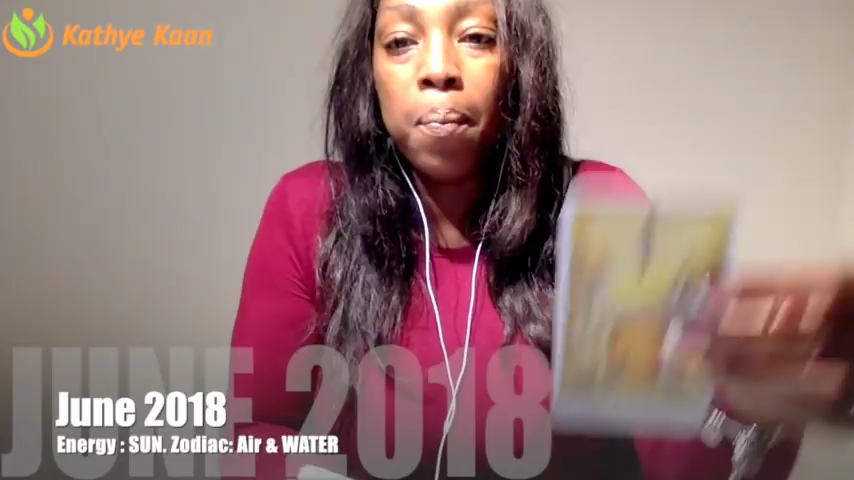 Kathye Kaan
JUNE 2018
June 2018
Energy : SUN. Zodiac: Air & WATER